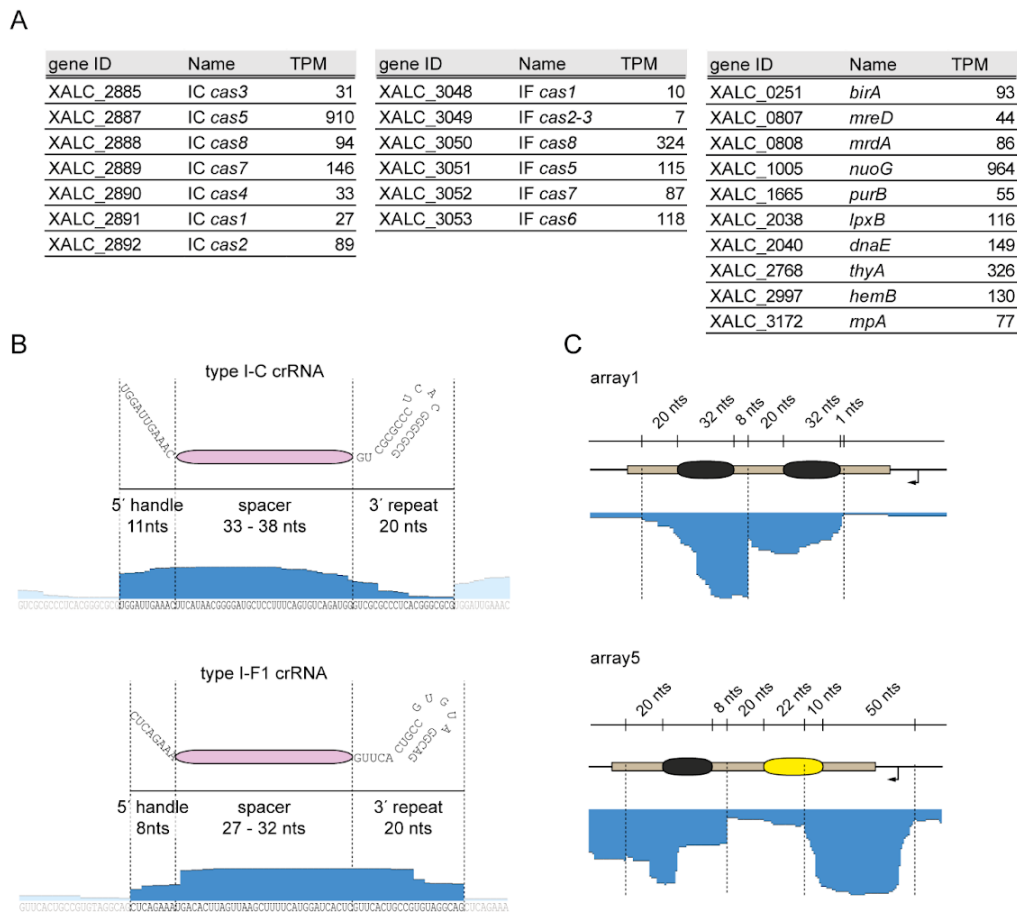 A
gene ID Name TPM
XALC_2885 IC cas3 31
XALC_2887 IC cas5 910
XALC_2888 IC cas8 94
XALC_2889 IC cas7 146
XALC_2890 IC cas4 33
XALC_2891 IC cas1 27
XALC_2892 IC cas2 89
gene ID Name TPM
XALC_3048 IF cas1 10
XALC_3049 IF cas2-3 7
XALC_3050 IF cas8 324
XALC_3051 IF cas5 115
XALC_3052 IF cas7 87
XALC_3053 IF cas6 118
gene ID Name TPM
XALC_0251 birA 93
XALC_0807 mreD 44
XALC_0808 mrdA 86
XALC_1005 nuoG 964
XALC_1665 purB 55
XALC_2038 lpxB 116
XALC_2040 dnaE 149
XALC_2768 thyA 326
XALC_2997 hemB 130
XALC_3172 mpA 77
B
type I-C crRNA
UGGAUUGAAAC
GU CGCGCCC U C A C GGGCGCG
5´ handle spacer 3´ repeat
11nts 33 - 38 nts 20 nts
GUCGCGCCCUCACGGGCGCGUGGAUUGAAACUUCAUAACGGGGAUGCUCCUUUCAGUGUCAGAUGGGUCGCGCCCUCACGGGCGCGUGGAUUGAAAC
type I-F1 crRNA
CUCAGAAA
GUUCA CUGCC G U G U A GGCAG
5´ handle spacer 3´ repeat
8nts 27 - 32 nts 20 nts
GUUCACUGCCGUGUAGGCAGCUCAGAAAUGACACUUAGUUAAGCUUUUCAUGGAUCACUCGUUCACUGCCGUGUAGGCAGCUCAGAAA
C
array1
20 nts 32 nts 8 nts 20 nts 32 nts 1 nts
array5
20 nts 8 nts 20 nts 22 nts 10 nts 50 nts